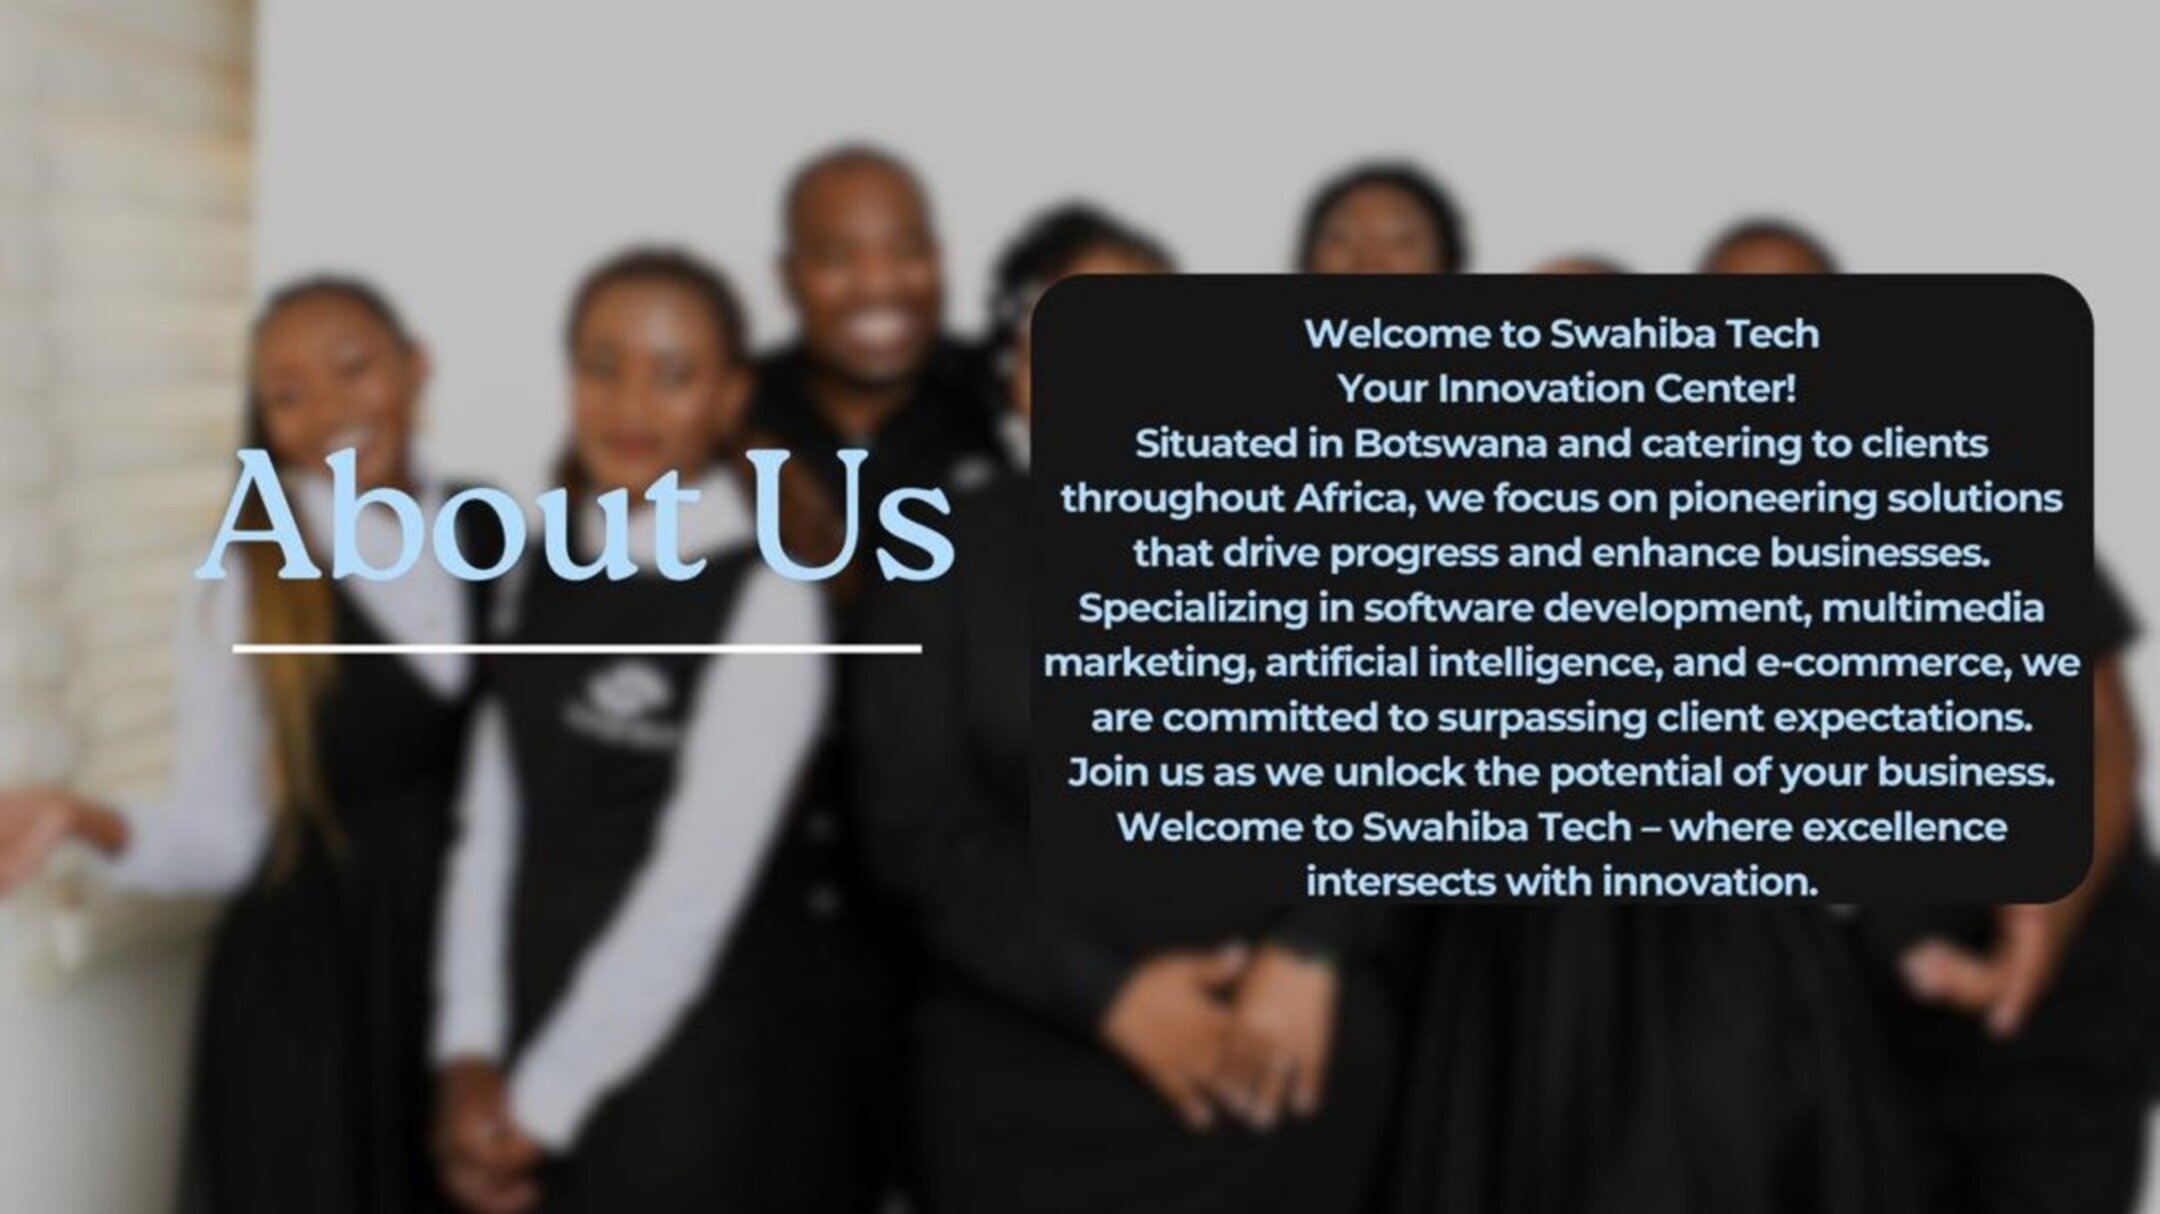 About Us
Welcome to Swahiba Tech
Your Innovation Center!
Situated in Botswana and catering to clients
throughout Africa, we focus on pioneering solutions
that drive progress and enhance businesses.
Specializing in software development, multimedia
marketing, artificial intelligence, and e-commerce, we
are committed to surpassing client expectations.
Join us as we unlock the potential of your business.
Welcome to Swahiba Tech – where excellence
intersects with innovation.